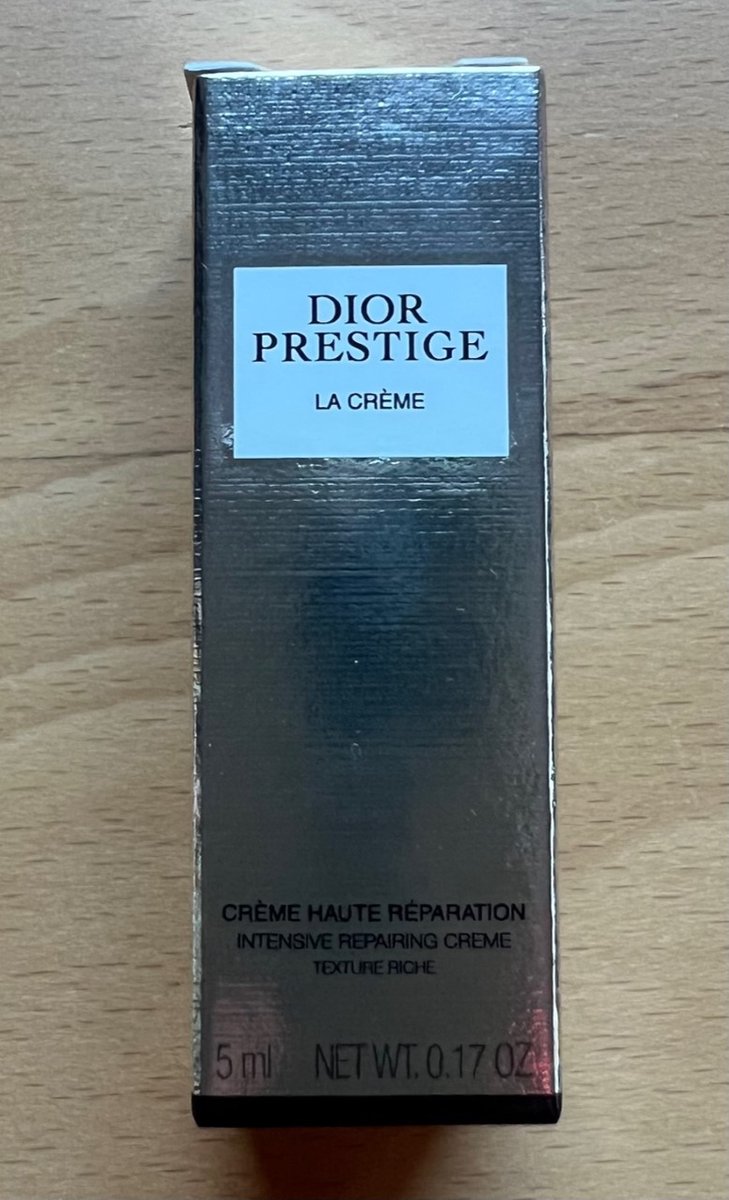 DIOR
PRESTIGE
LA CRÈME
CRÈME HAUTE RÉPARATION
INTENSIVE REPAIRING CREME
TEXTURE RICHE
5 ml NET WT. 0.17 OZ